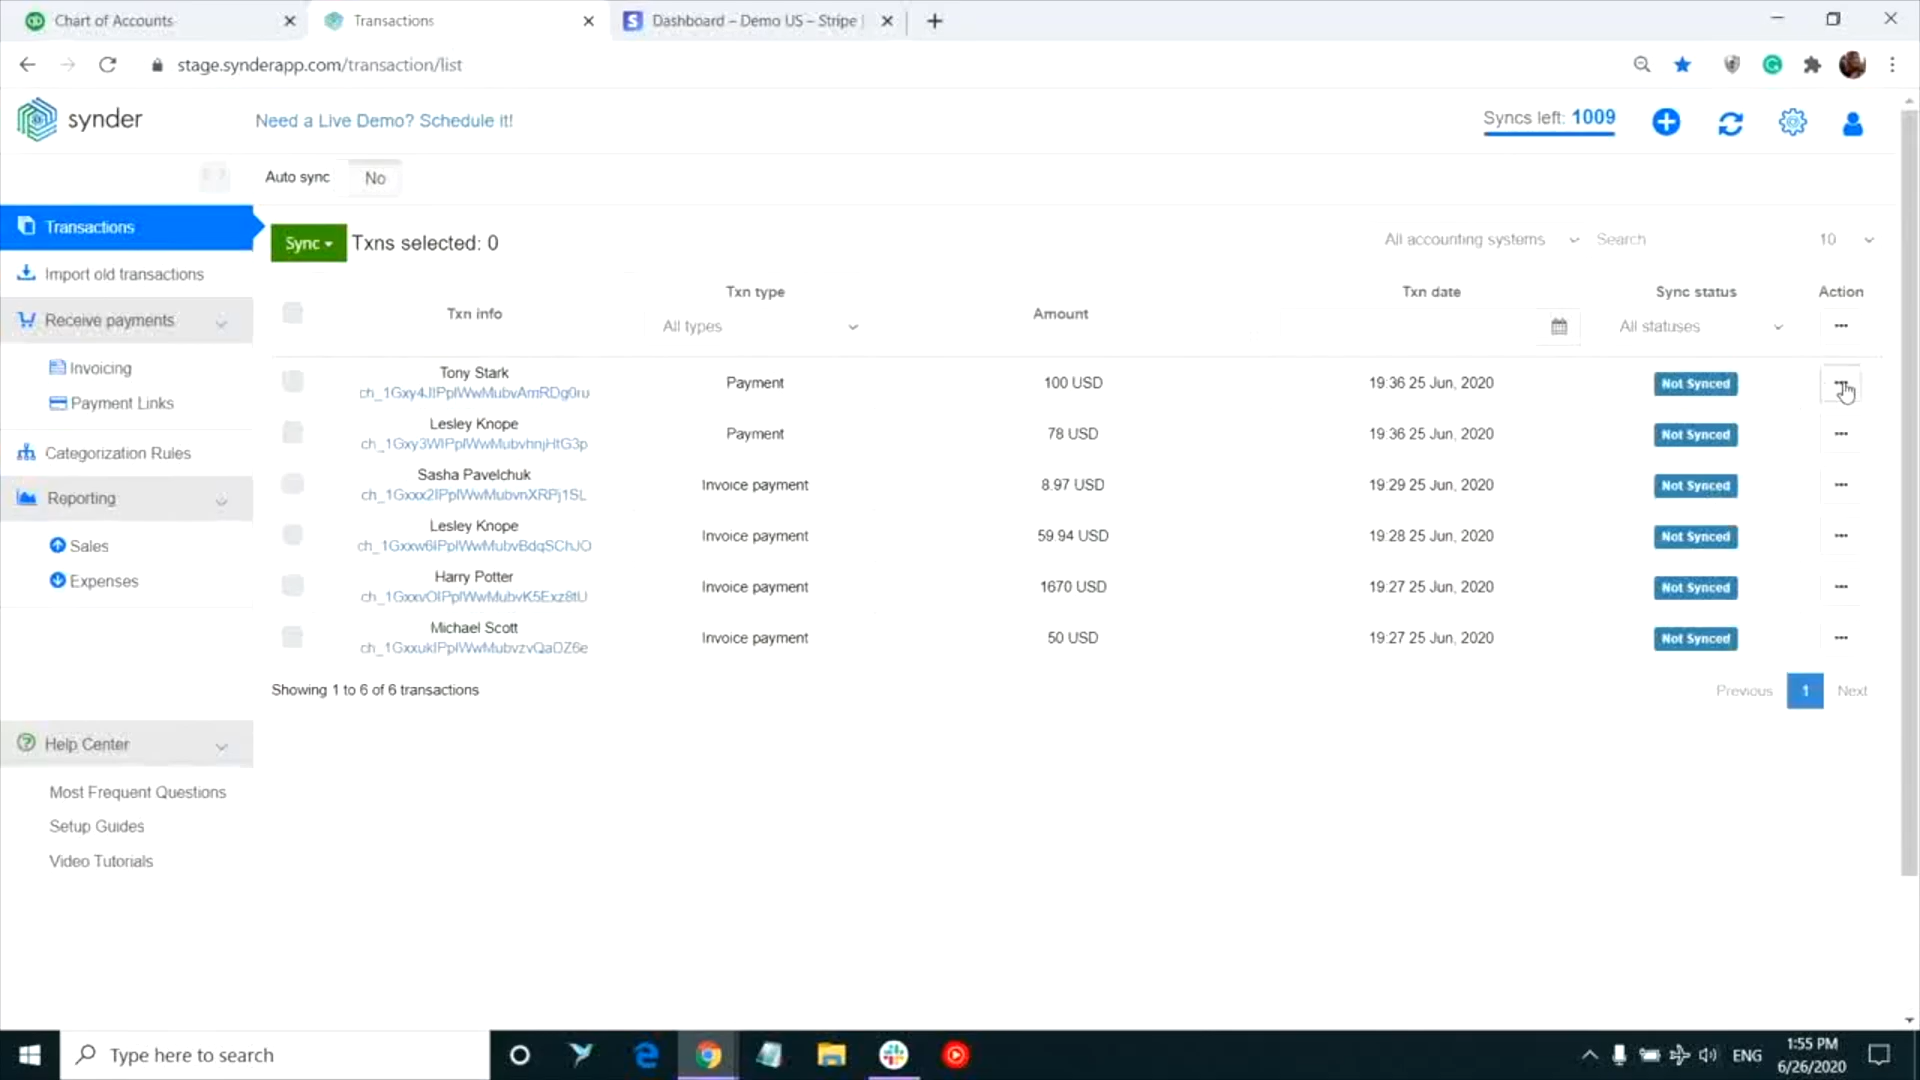 Chart of Accounts
Transactions
Dashboard – Demo US – Stripe
stage.synderapp.com/transaction/list
synder
Need a Live Demo? Schedule it!
Syncs left: 1009
Auto sync No
Transactions
Import old transactions
Receive payments
Invoicing
Payment Links
Categorization Rules
Reporting
Sales
Expenses
Help Center
Most Frequent Questions
Setup Guides
Video Tutorials
Sync Txns selected: 0
All accounting systems Search 10
Txn info Txn type Amount Txn date Sync status Action
All types All statuses
Tony Stark
Payment 100 USD 19:36 25 Jun, 2020 Not Synced
Lesley Knope
Payment 78 USD 19:36 25 Jun, 2020 Not Synced
Sasha Pavelchuk
Invoice payment 8.97 USD 19:29 25 Jun, 2020 Not Synced
Lesley Knope
Invoice payment 59.94 USD 19:28 25 Jun, 2020 Not Synced
Harry Potter
Invoice payment 1670 USD 19:27 25 Jun, 2020 Not Synced
Michael Scott
Invoice payment 50 USD 19:27 25 Jun, 2020 Not Synced
Showing 1 to 6 of 6 transactions
Previous 1 Next
Type here to search
ENG
1:55 PM
6/26/2020